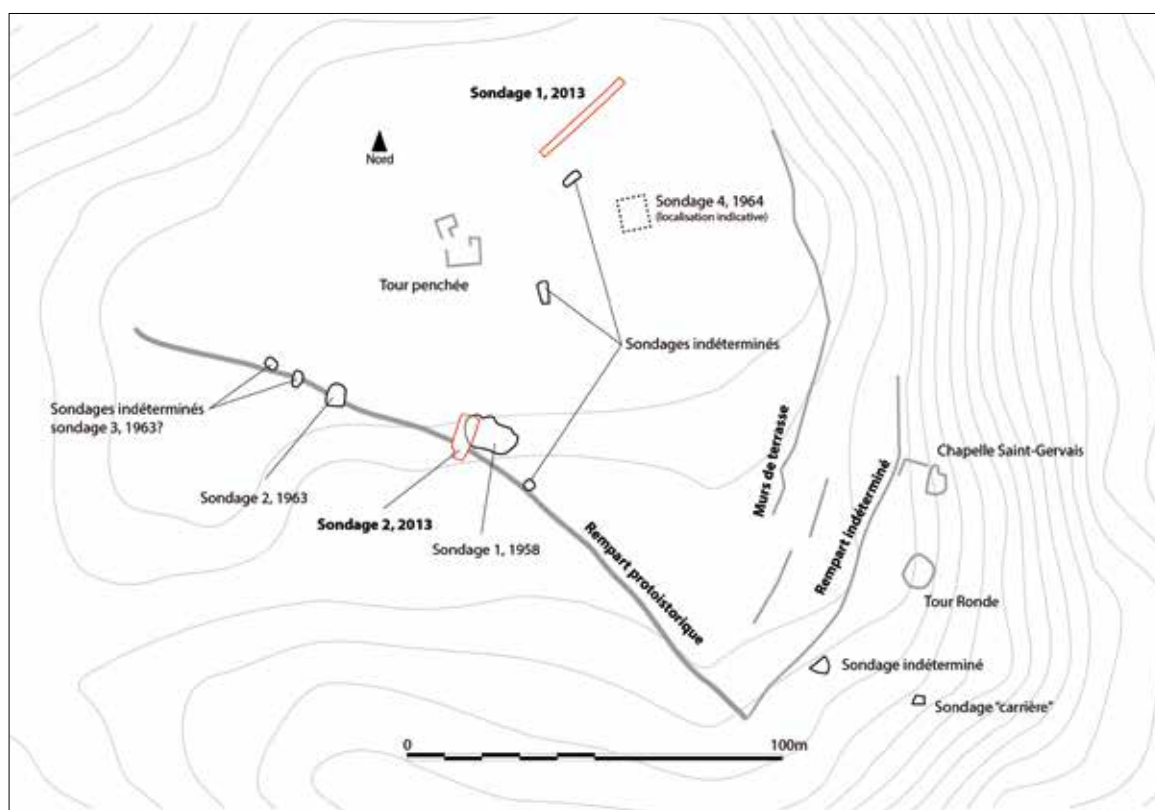 Sondage 1, 2013
Nord
Sondage 4, 1964
(localisation indicative)
Tour penchée
Sondages indéterminés
Sondages indéterminés
sondage 3, 1963?
Murs de terrasse
Chapelle Saint-Gervais
Sondage 2, 1963
Rempart indéterminé
Sondage 2, 2013
Sondage 1, 1958
Rempart protoistorique
Tour Ronde
Sondage indéterminé
Sondage "carrière"
0
100m